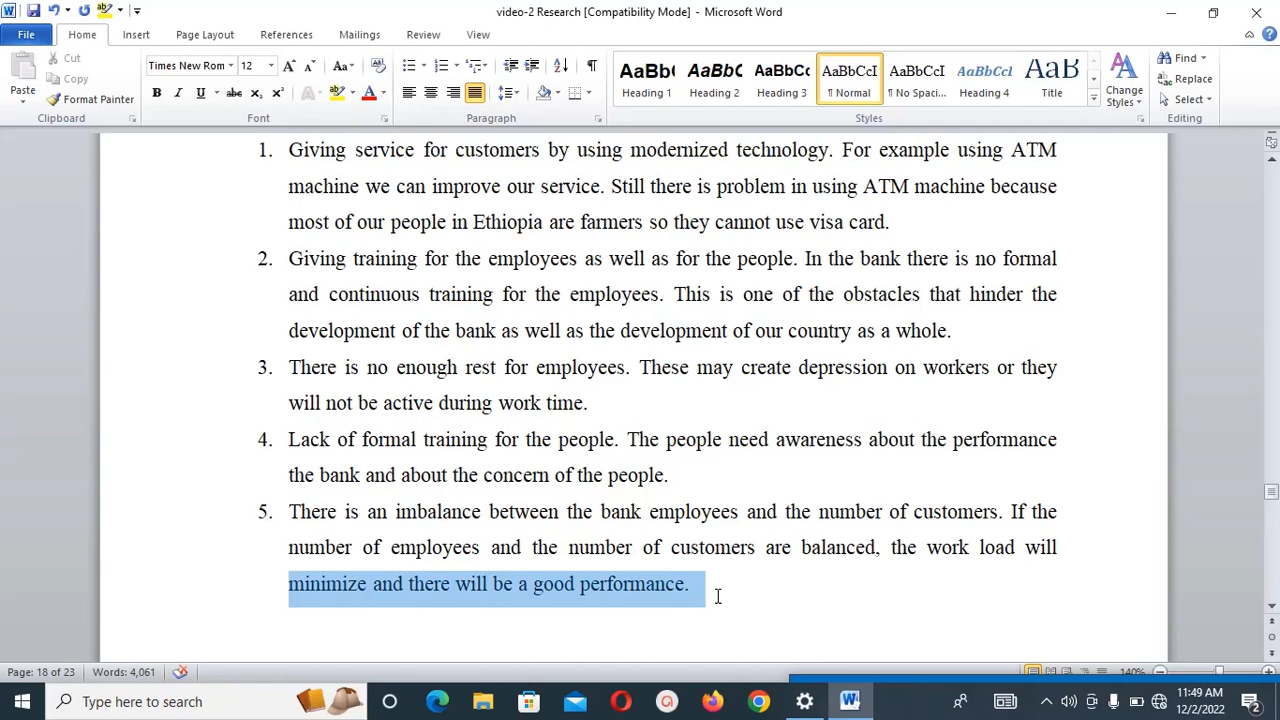 video-2 Research [Compatibility Mode] - Microsoft Word
File Home Insert Page Layout References Mailings Review View
Paste
Cut
Copy
Format Painter
Clipboard
Times New Rom 12
Font
Paragraph
AaBbC AaBbCc AaBbCc AaBbCcI AaBbCcI AaBbCcI AaB
Heading 1 Heading 2 Heading 3 ¶ Normal ¶ No Spaci... Heading 4 Title
Change
Styles
Styles
Find
Replace
Select
Editing
1. Giving service for customers by using modernized technology. For example using ATM
machine we can improve our service. Still there is problem in using ATM machine because
most of our people in Ethiopia are farmers so they cannot use visa card.
2. Giving training for the employees as well as for the people. In the bank there is no formal
and continuous training for the employees. This is one of the obstacles that hinder the
development of the bank as well as the development of our country as a whole.
3. There is no enough rest for employees. These may create depression on workers or they
will not be active during work time.
4. Lack of formal training for the people. The people need awareness about the performance
the bank and about the concern of the people.
5. There is an imbalance between the bank employees and the number of customers. If the
number of employees and the number of customers are balanced, the work load will
minimize and there will be a good performance.
Page: 18 of 23 Words: 4,061 140%
Type here to search
11:49 AM
12/2/2022
2